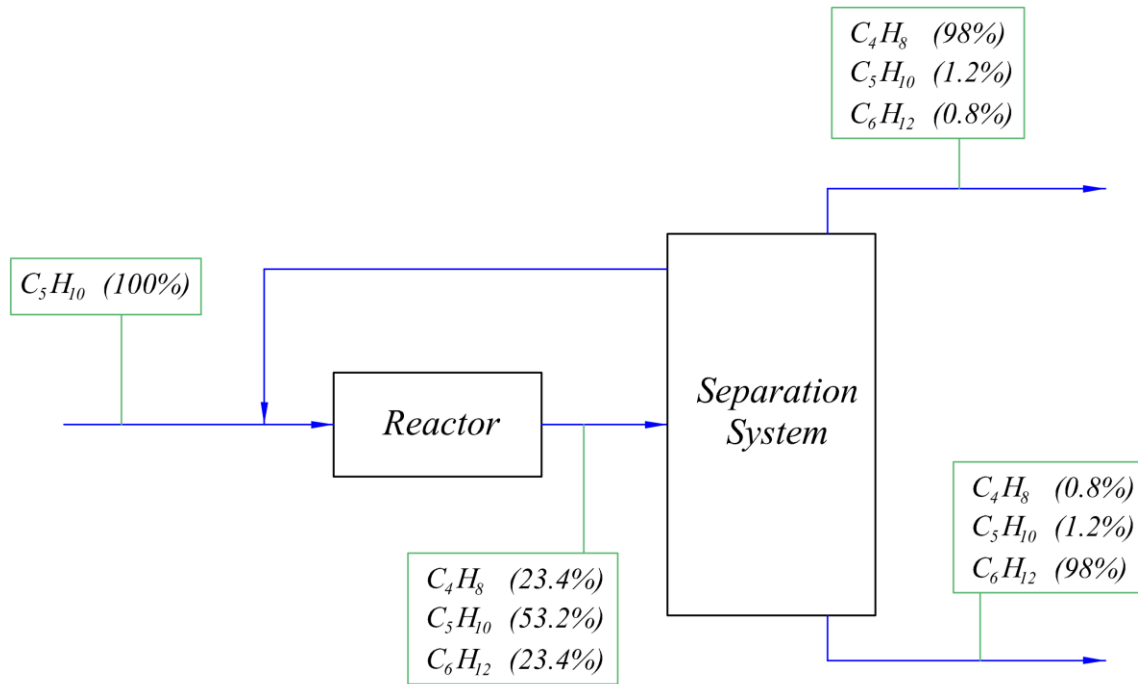 C₄H₈ (98%)
C₅H₁₀ (1.2%)
C₆H₁₂ (0.8%)
C₅H₁₀ (100%)
Reactor
Separation
System
C₄H₈ (23.4%)
C₅H₁₀ (53.2%)
C₆H₁₂ (23.4%)
C₄H₈ (0.8%)
C₅H₁₀ (1.2%)
C₆H₁₂ (98%)